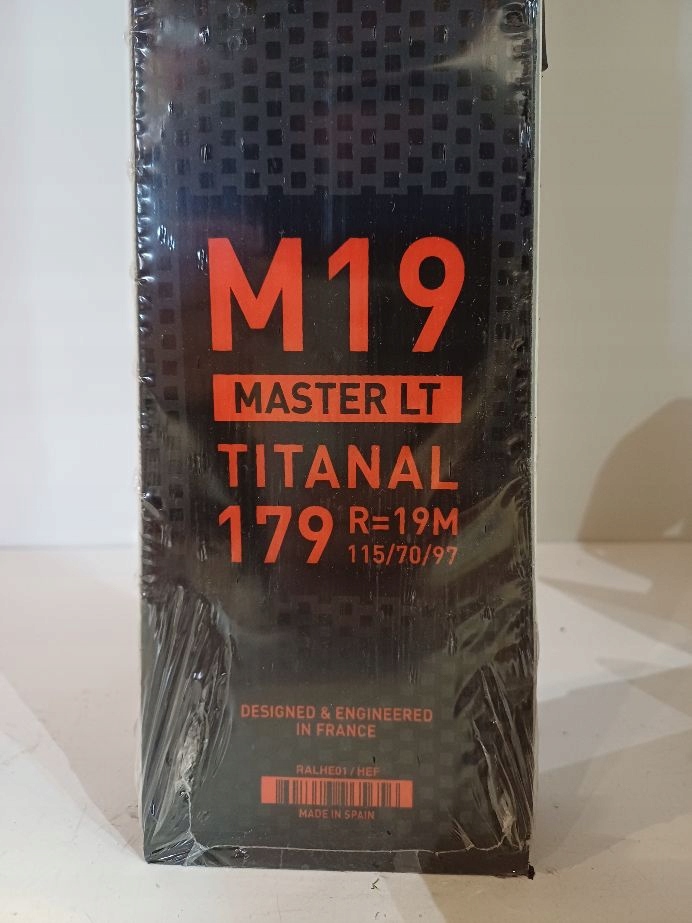 M19
MASTER LT
TITANAL
179 R=19M
115/70/97
DESIGNED & ENGINEERED
IN FRANCE
RALHE01 / HEF
MADE IN SPAIN